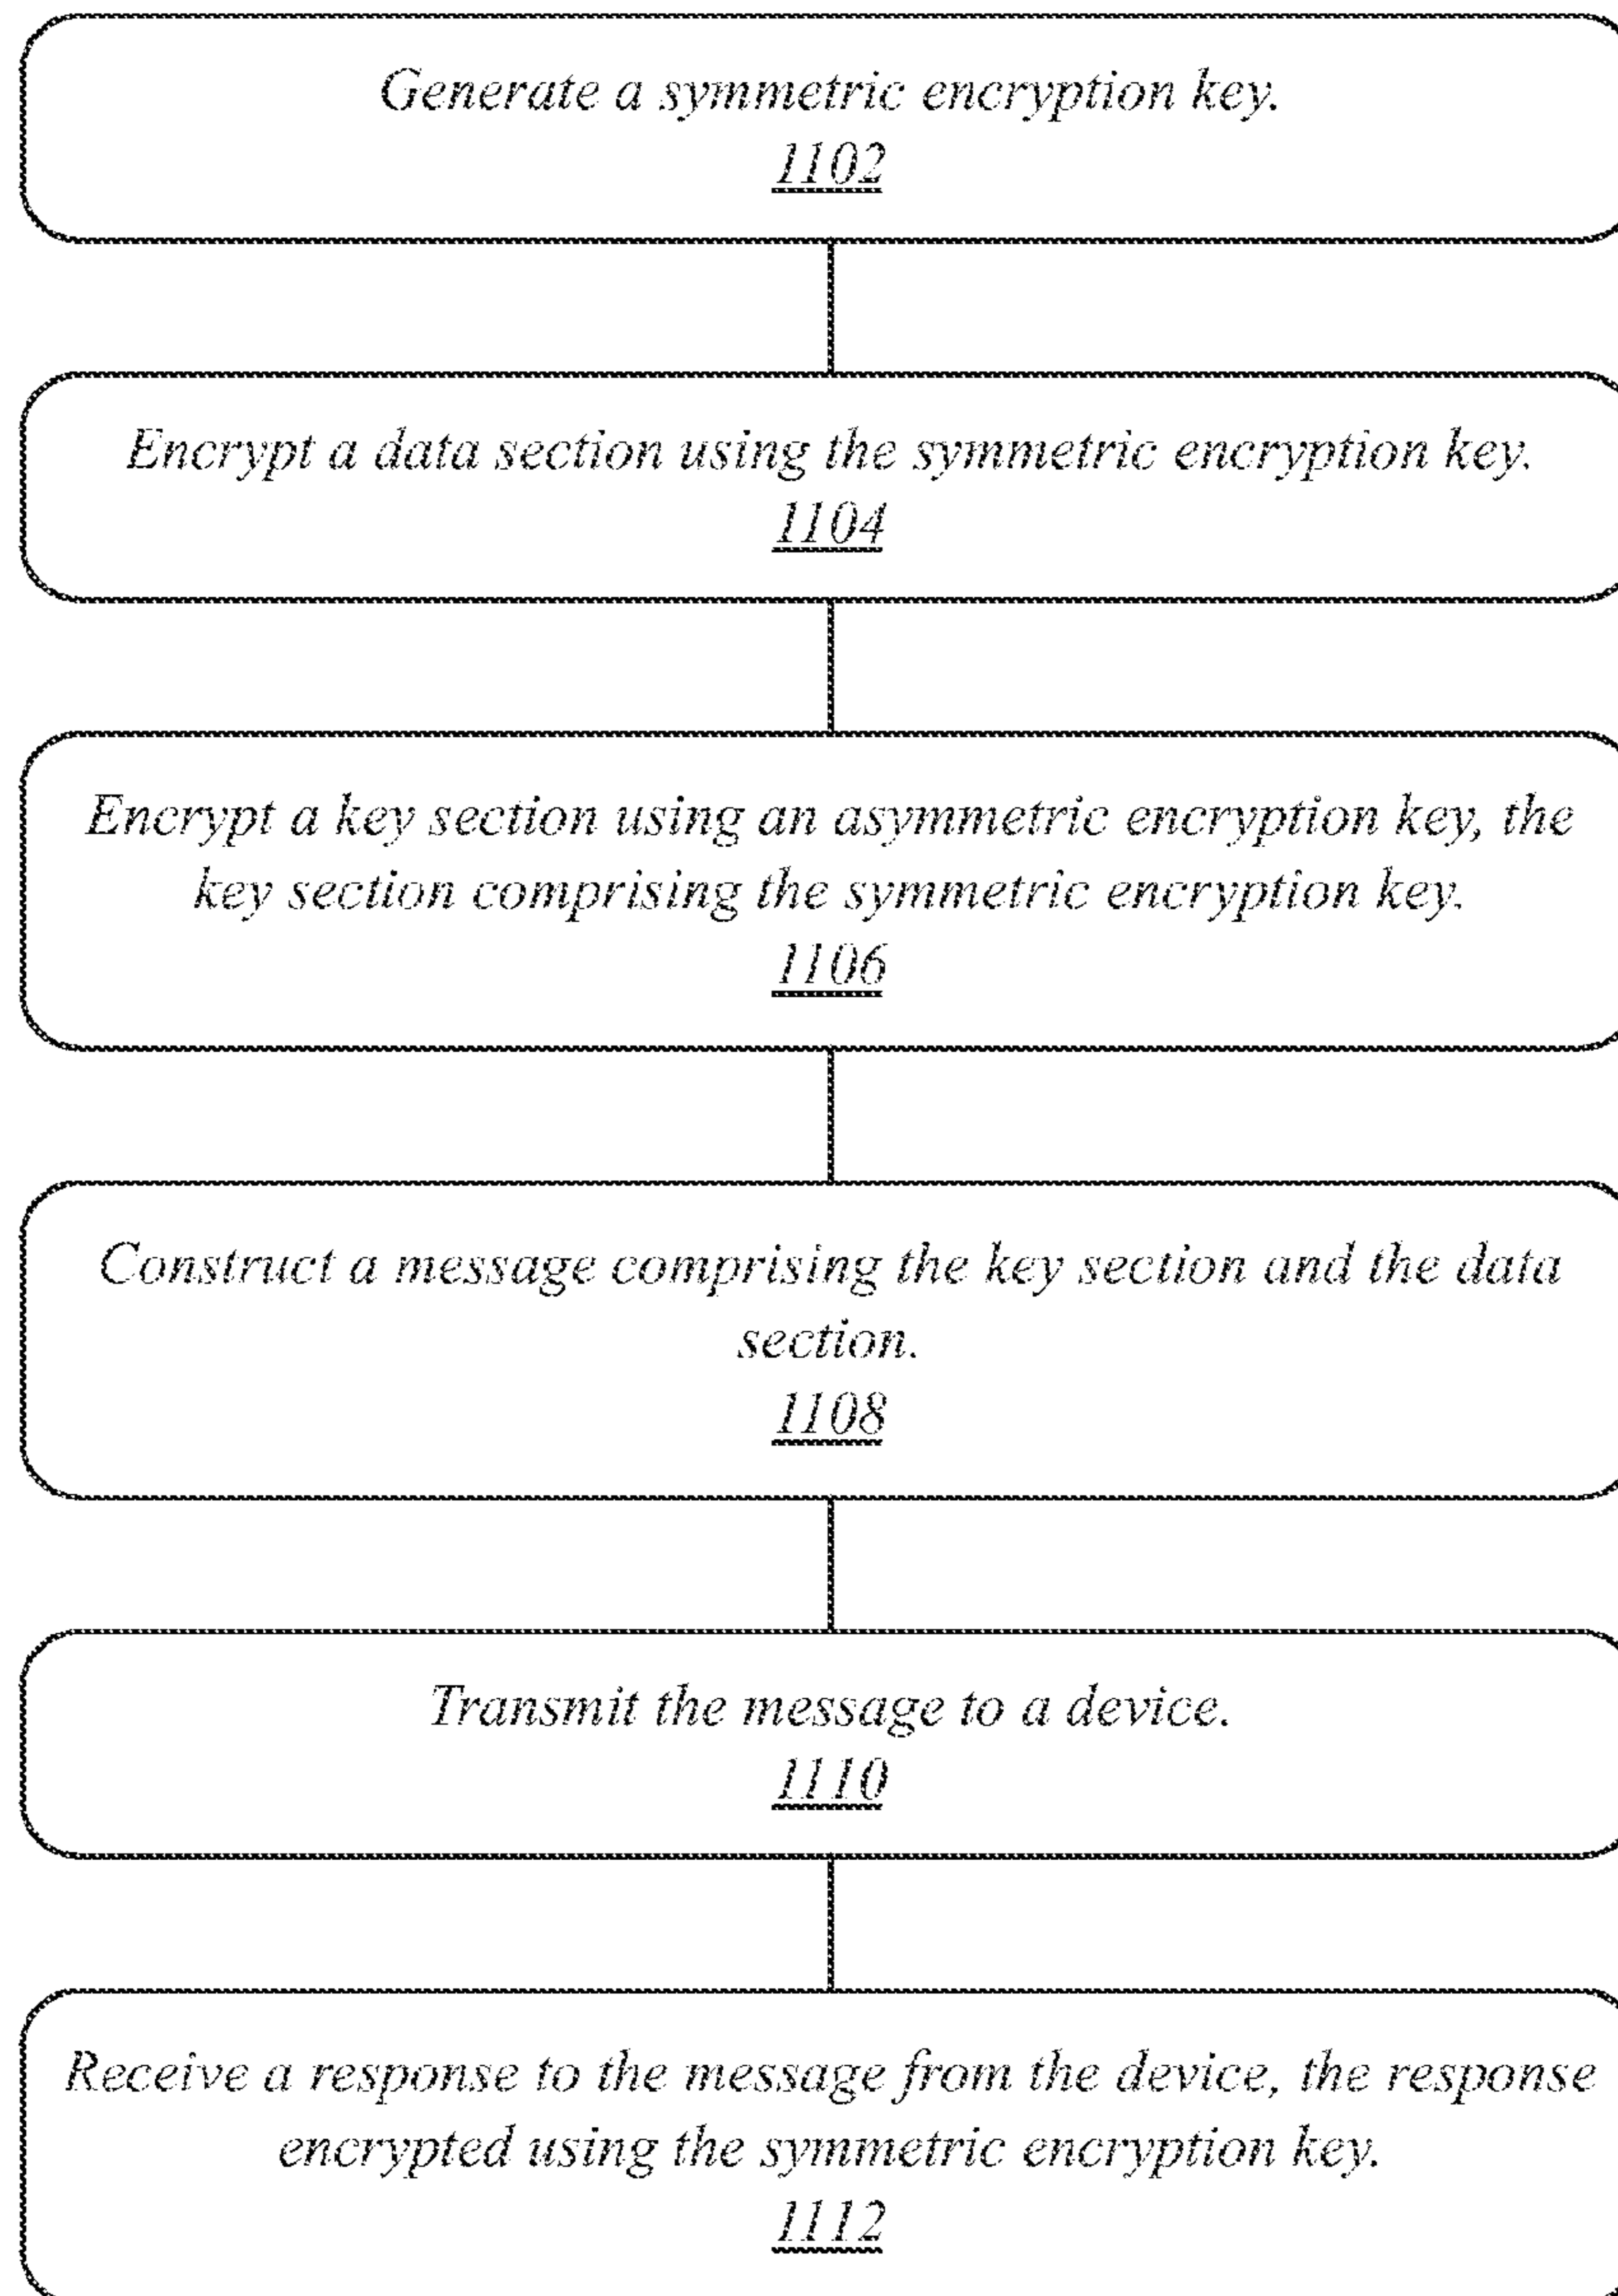 Generate a symmetric encryption key.
1102
Encrypt a data section using the symmetric encryption key.
1104
Encrypt a key section using an asymmetric encryption key, the
key section comprising the symmetric encryption key.
1106
Construct a message comprising the key section and the data
section.
1108
Transmit the message to a device.
1110
Receive a response to the message from the device, the response
encrypted using the symmetric encryption key.
1112